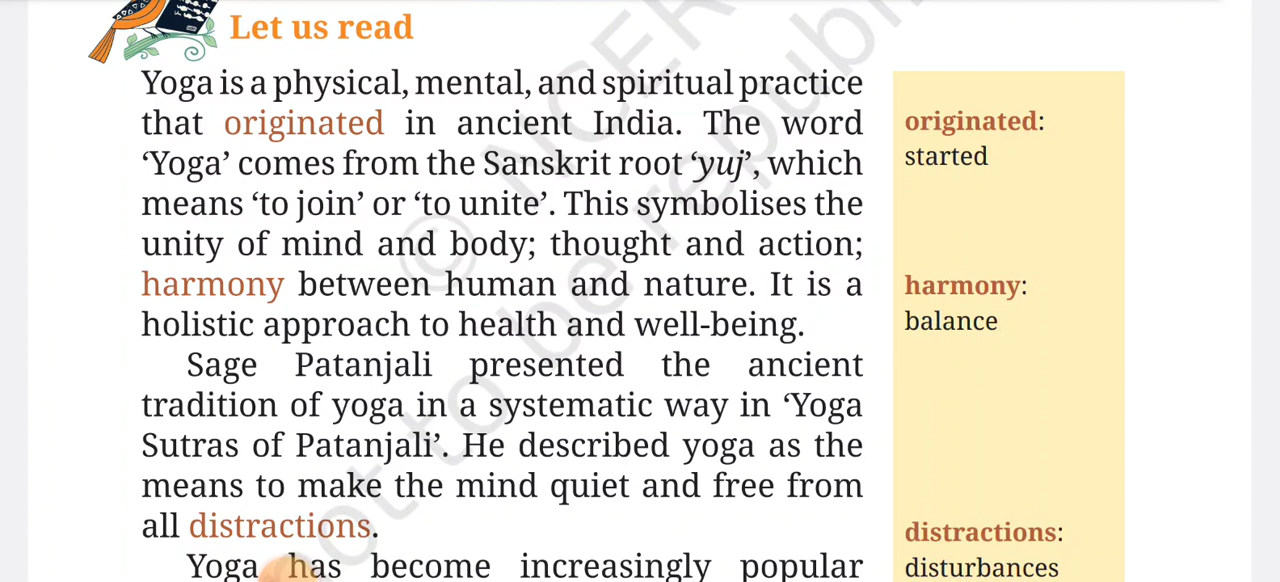 Let us read
Yoga is a physical, mental, and spiritual practice
that originated in ancient India. The word
‘Yoga’ comes from the Sanskrit root ‘yuj’, which
means ‘to join’ or ‘to unite’. This symbolises the
unity of mind and body; thought and action;
harmony between human and nature. It is a
holistic approach to health and well-being.
Sage Patanjali presented the ancient
tradition of yoga in a systematic way in ‘Yoga
Sutras of Patanjali’. He described yoga as the
means to make the mind quiet and free from
all distractions.
Yoga has become increasingly popular
originated:
started
harmony:
balance
distractions:
disturbances
© NCER
not to be republi